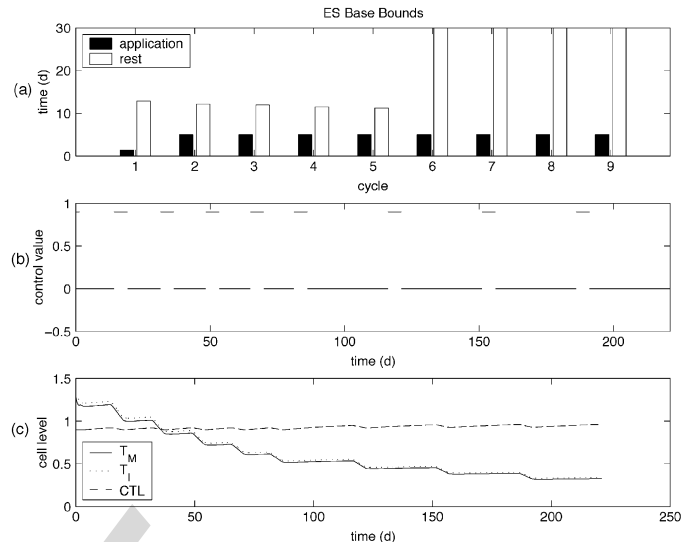 ES Base Bounds
(a)
time (d)
30
20
10
0
application
rest
1 2 3 4 5 6 7 8 9
cycle
(b)
control value
1
0.5
0
−0.5
0 50 100 150 200
time (d)
(c)
cell level
1.5
1
0.5
0
T_M
T_I
CTL
0 50 100 150 200 250
time (d)